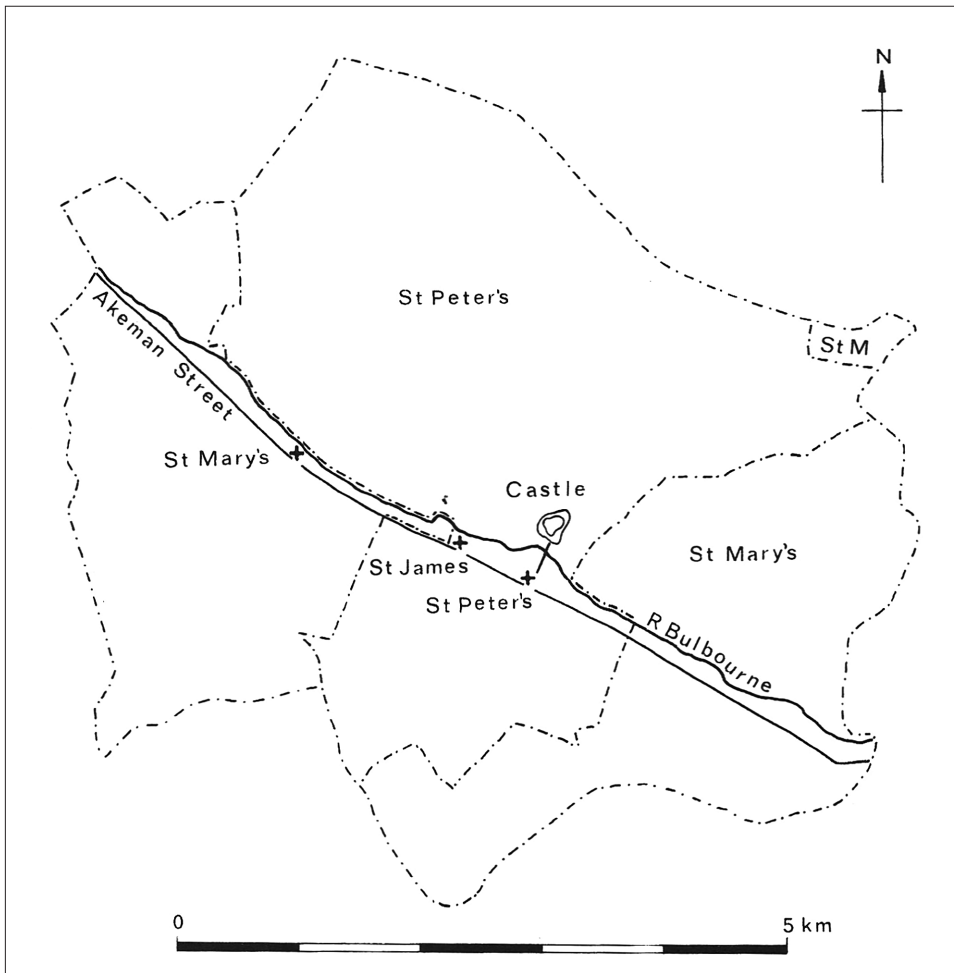 N
St Peter's
Akeman Street
St M
St Mary's
Castle
St Mary's
St James
St Peter's
R Bulbourne
0
5 km